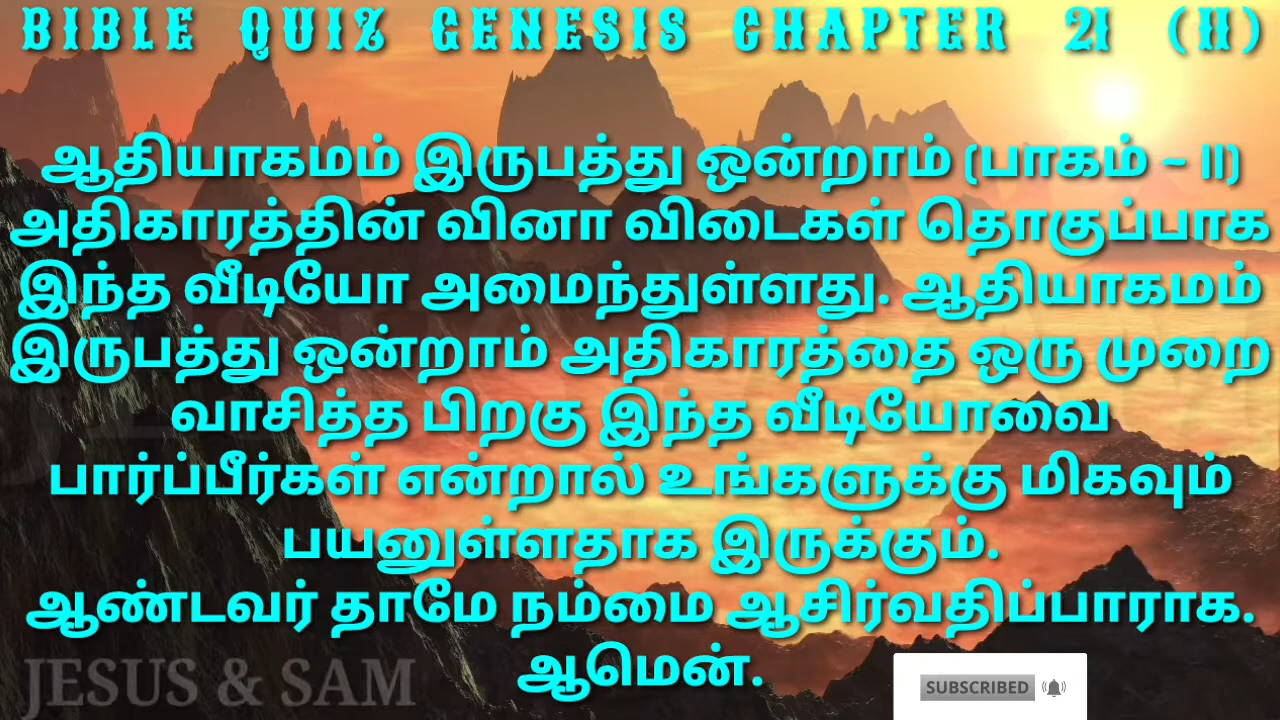 BIBLE QUIZ GENESIS CHAPTER 21 (II)
ஆதியாகமம் இருபத்து ஒன்றாம் (பாகம் - II)
அதிகாரத்தின் வினா விடைகள் தொகுப்பாக
இந்த வீடியோ அமைந்துள்ளது. ஆதியாகமம்
இருபத்து ஒன்றாம் அதிகாரத்தை ஒரு முறை
வாசித்த பிறகு இந்த வீடியோவை
பார்ப்பீர்கள் என்றால் உங்களுக்கு மிகவும்
பயனுள்ளதாக இருக்கும்.
ஆண்டவர் தாமே நம்மை ஆசிர்வதிப்பாராக.
ஆமென்.
JESUS & SAM
SUBSCRIBED